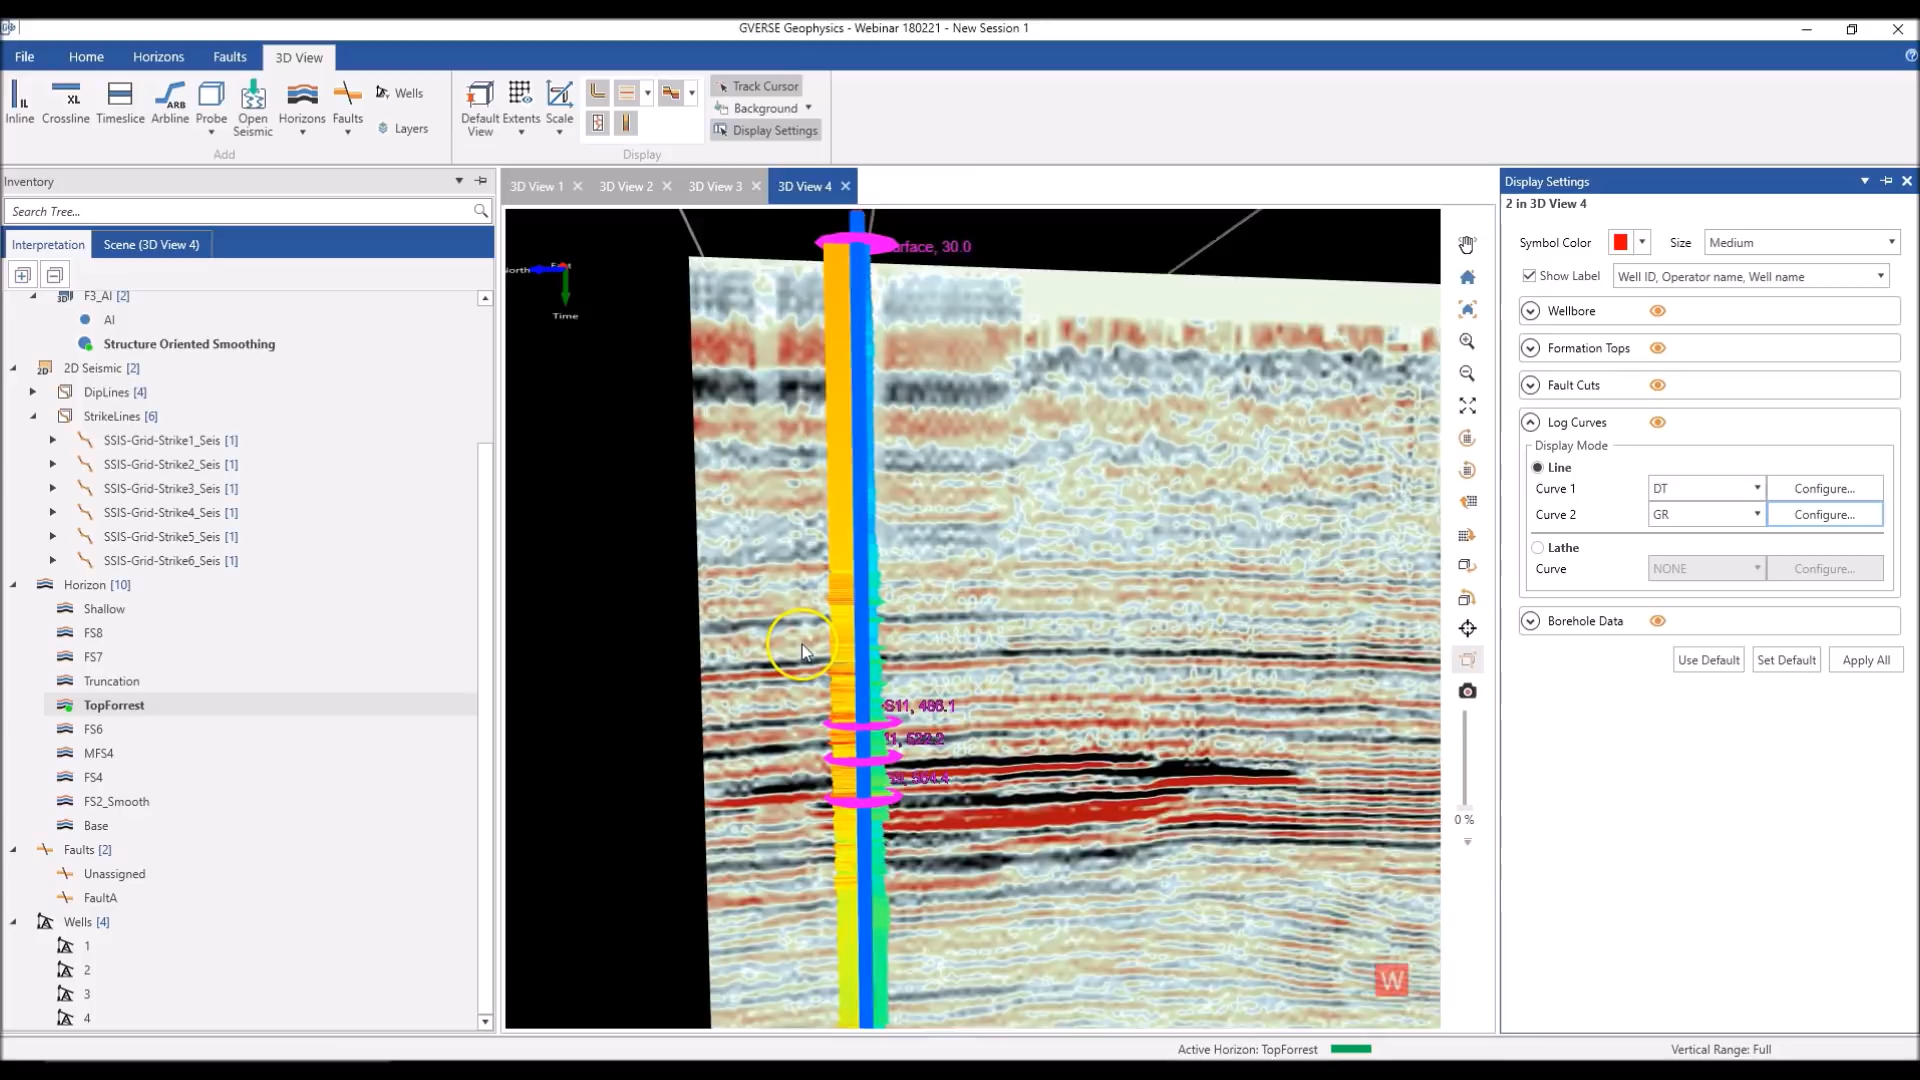 GVERSE Geophysics - Webinar 180221 - New Session 1
File Home Horizons Faults 3D View
IL XL ARB
Inline Crossline Timeslice Arbline Probe Open Seismic Horizons Faults Wells Layers
Add
Default View Extents Scale
Track Cursor
Background
Display Settings
Display
Inventory
Search Tree...
Interpretation Scene (3D View 4)
F3_AI [2]
AI
Structure Oriented Smoothing
2D Seismic [2]
DipLines [4]
StrikeLines [6]
SSIS-Grid-Strike1_Seis [1]
SSIS-Grid-Strike2_Seis [1]
SSIS-Grid-Strike3_Seis [1]
SSIS-Grid-Strike4_Seis [1]
SSIS-Grid-Strike5_Seis [1]
SSIS-Grid-Strike6_Seis [1]
Horizon [10]
Shallow
FS8
FS7
Truncation
TopForrest
FS6
MFS4
FS4
FS2_Smooth
Base
Faults [2]
Unassigned
FaultA
Wells [4]
1
2
3
4
3D View 1 3D View 2 3D View 3 3D View 4
urface, 30.0
Time
S11, 486.1
W
0 %
Display Settings
2 in 3D View 4
Symbol Color Size Medium
Show Label Well ID, Operator name, Well name
Wellbore
Formation Tops
Fault Cuts
Log Curves
Display Mode
Line
Curve 1 DT Configure...
Curve 2 GR Configure...
Lathe
Curve NONE Configure...
Borehole Data
Use Default Set Default Apply All
Active Horizon: TopForrest Vertical Range: Full